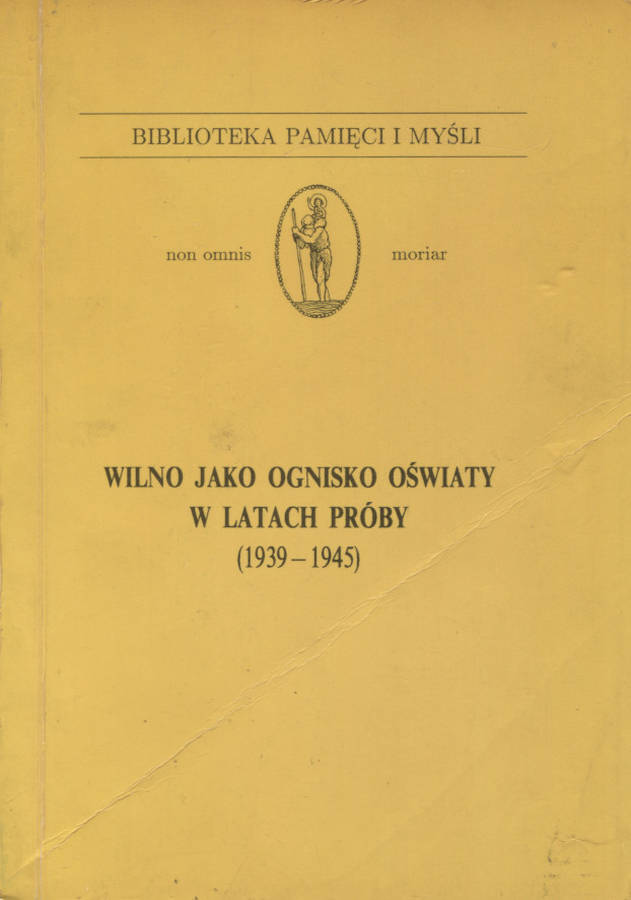 BIBLIOTEKA PAMIĘCI I MYŚLI
non omnis moriar
WILNO JAKO OGNISKO OŚWIATY
W LATACH PRÓBY
(1939 – 1945)